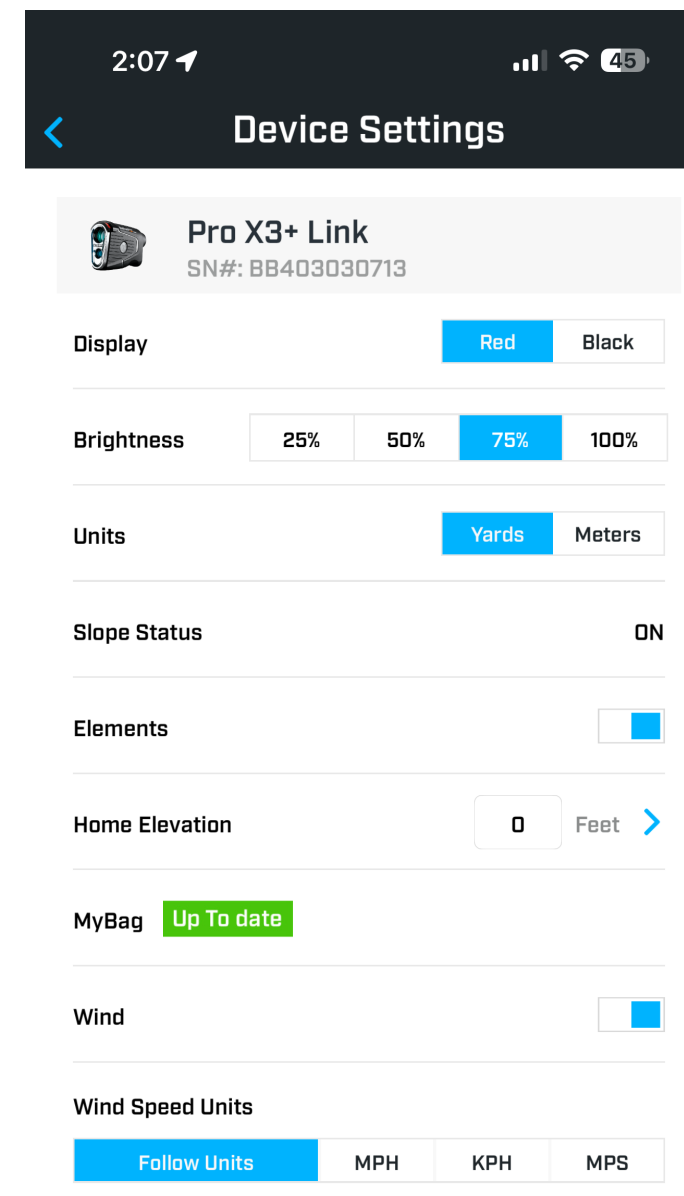 2:07 45
Device Settings
Pro X3+ Link
SN#: BB403030713
Display Red Black
Brightness 25% 50% 75% 100%
Units Yards Meters
Slope Status ON
Elements
Home Elevation 0 Feet
MyBag Up To date
Wind
Wind Speed Units
Follow Units MPH KPH MPS